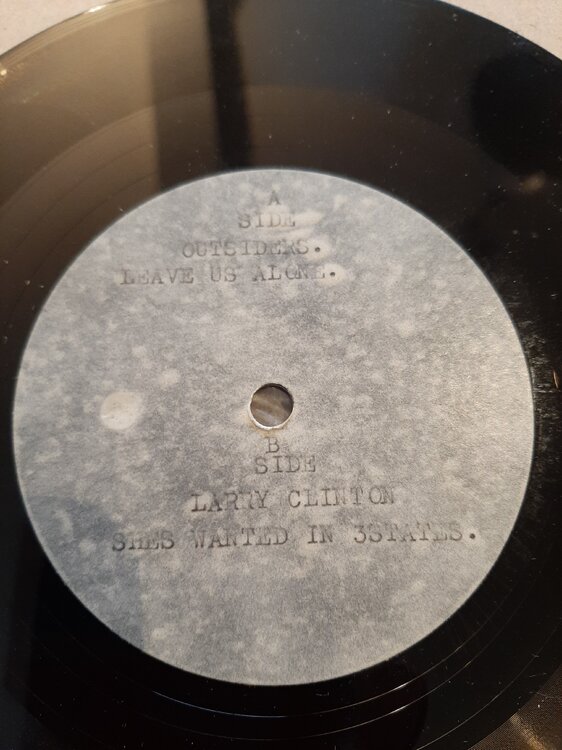 A
SIDE
OUTSIDERS.
LEAVE US ALONE.
B
SIDE
LARRY CLINTON
SHES WANTED IN 3STATES.